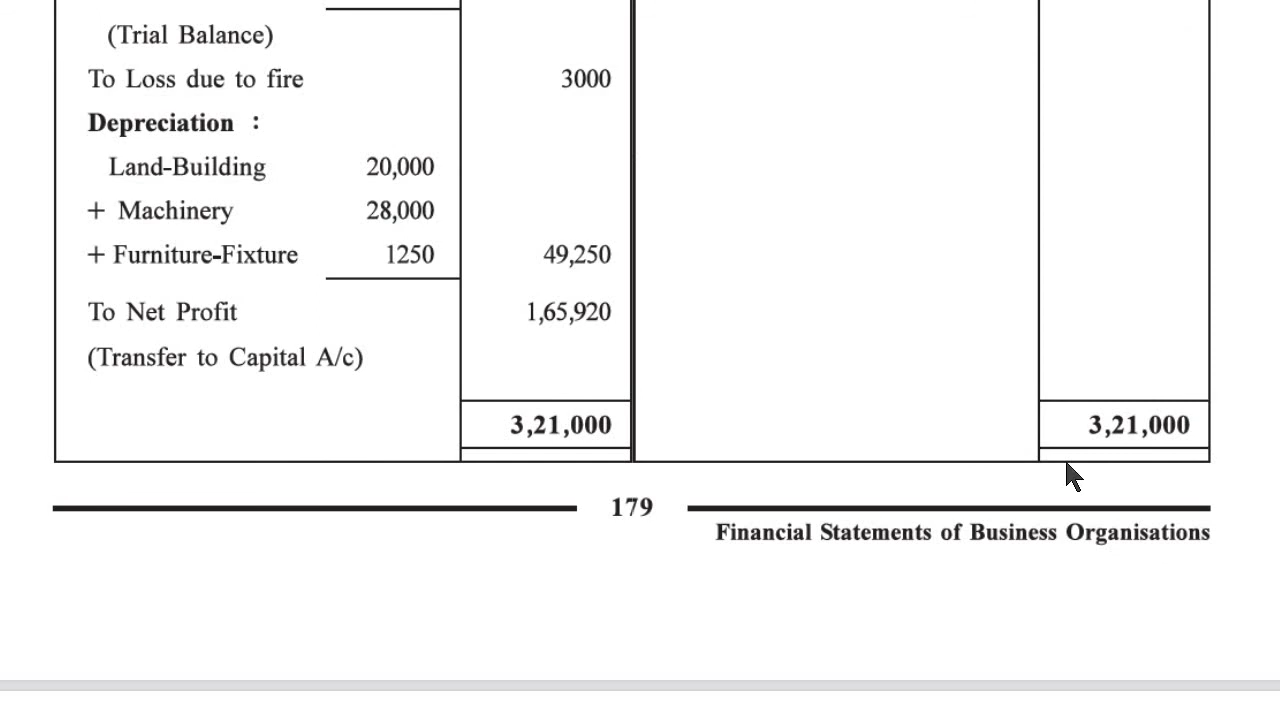 (Trial Balance)
To Loss due to fire 3000
Depreciation :
Land-Building 20,000
+ Machinery 28,000
+ Furniture-Fixture 1250 49,250
To Net Profit 1,65,920
(Transfer to Capital A/c)
3,21,000 3,21,000
179
Financial Statements of Business Organisations